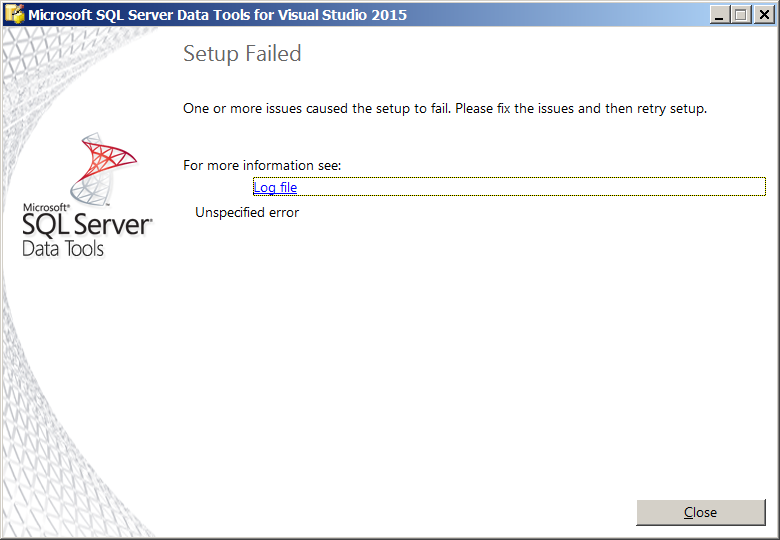 Microsoft SQL Server Data Tools for Visual Studio 2015
Setup Failed
One or more issues caused the setup to fail. Please fix the issues and then retry setup.
For more information see:
Log file
Unspecified error
Microsoft®
SQL Server®
Data Tools
Close